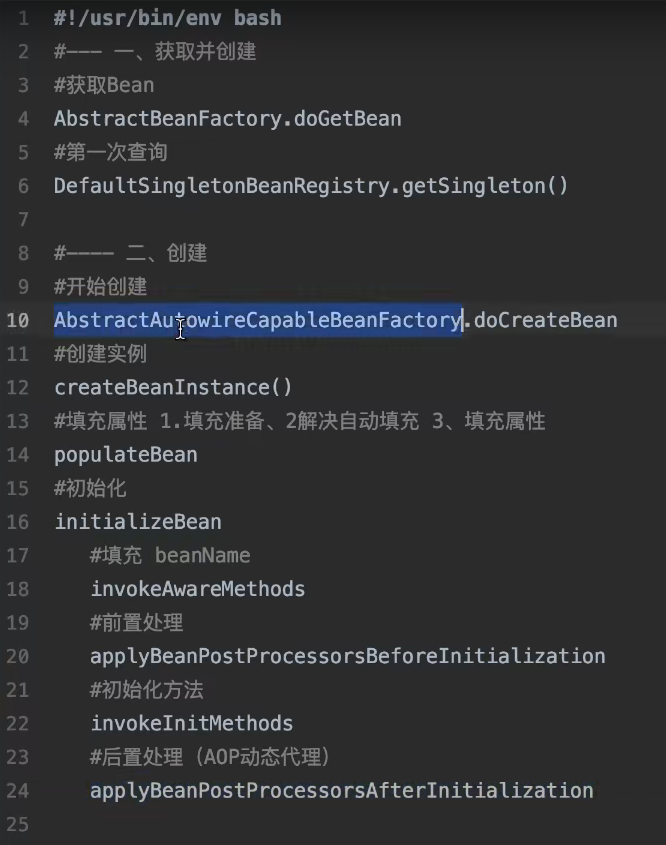 1 #!/usr/bin/env bash
2 #--- 一、获取并创建
3 #获取Bean
4 AbstractBeanFactory.doGetBean
5 #第一次查询
6 DefaultSingletonBeanRegistry.getSingleton()
7
8 #---- 二、创建
9 #开始创建
10 AbstractAutowireCapableBeanFactory.doCreateBean
11 #创建实例
12 createBeanInstance()
13 #填充属性 1.填充准备、2解决自动填充 3、填充属性
14 populateBean
15 #初始化
16 initializeBean
17 #填充 beanName
18 invokeAwareMethods
19 #前置处理
20 applyBeanPostProcessorsBeforeInitialization
21 #初始化方法
22 invokeInitMethods
23 #后置处理（AOP动态代理）
24 applyBeanPostProcessorsAfterInitialization
25